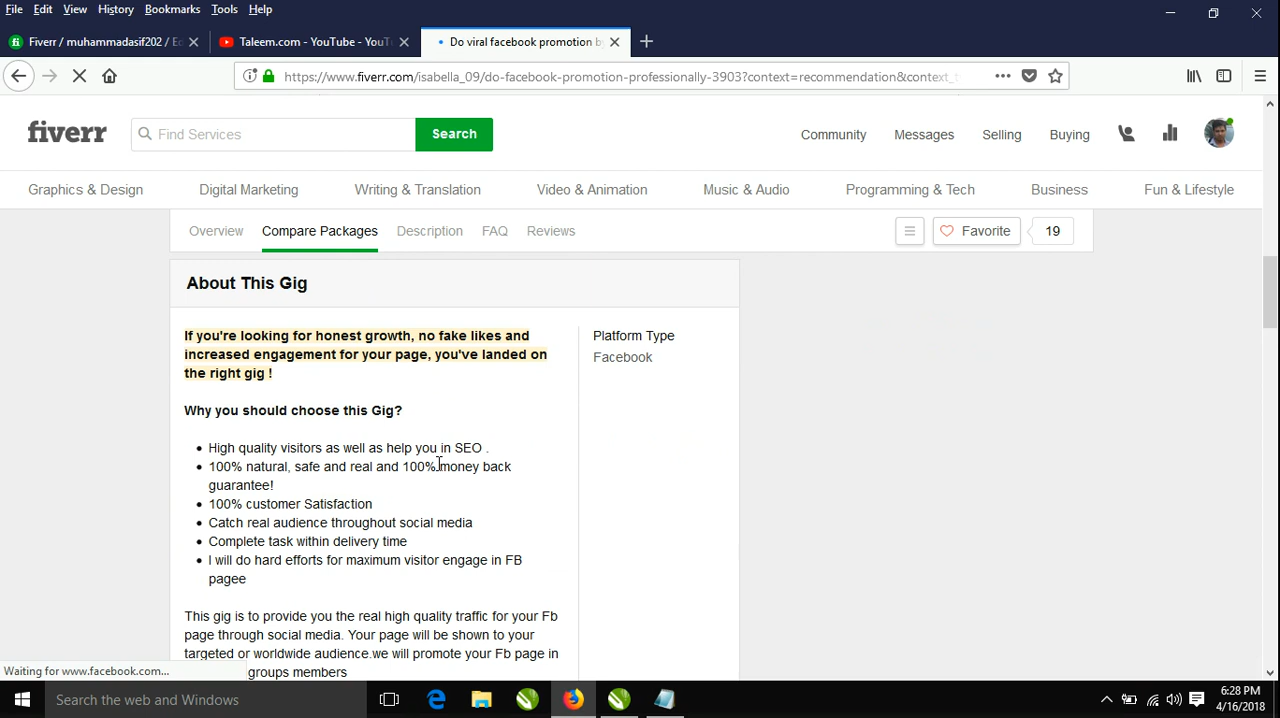 File Edit View History Bookmarks Tools Help
Fiverr / muhammadasif202 / Ec
Taleem.com - YouTube - YouT
Do viral facebook promotion by
https://www.fiverr.com/isabella_09/do-facebook-promotion-professionally-3903?context=recommendation&context_t
fiverr
Find Services
Search
Community Messages Selling Buying
Graphics & Design Digital Marketing Writing & Translation Video & Animation Music & Audio Programming & Tech Business Fun & Lifestyle
Overview Compare Packages Description FAQ Reviews
Favorite
19
About This Gig
If you're looking for honest growth, no fake likes and
increased engagement for your page, you've landed on
the right gig !
Platform Type
Facebook
Why you should choose this Gig?
High quality visitors as well as help you in SEO .
100% natural, safe and real and 100% money back
guarantee!
100% customer Satisfaction
Catch real audience throughout social media
Complete task within delivery time
I will do hard efforts for maximum visitor engage in FB
pagee
This gig is to provide you the real high quality traffic for your Fb
page through social media. Your page will be shown to your
targeted or worldwide audience.we will promote your Fb page in
groups members
Waiting for www.facebook.com...
Search the web and Windows
6:28 PM
4/16/2018